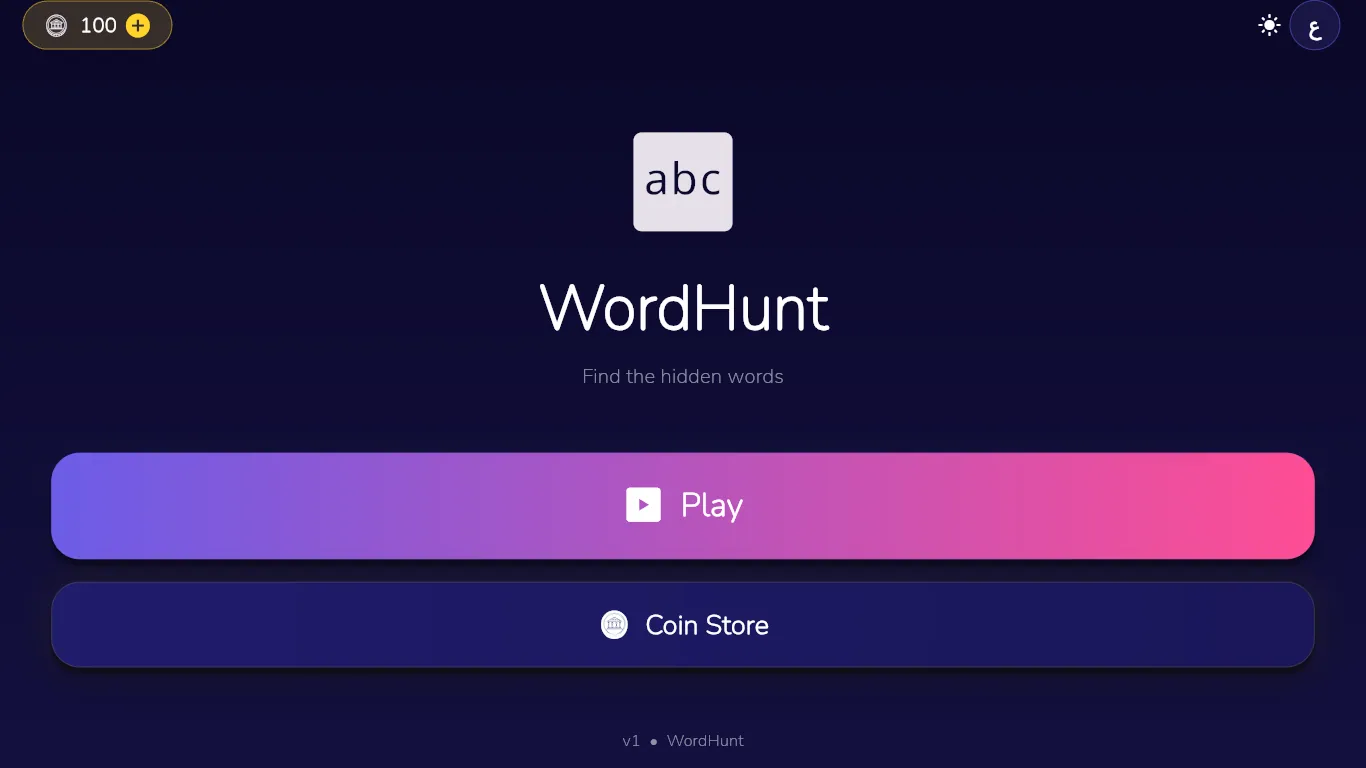 100
ع
abc
WordHunt
Find the hidden words
Play
Coin Store
v1 • WordHunt